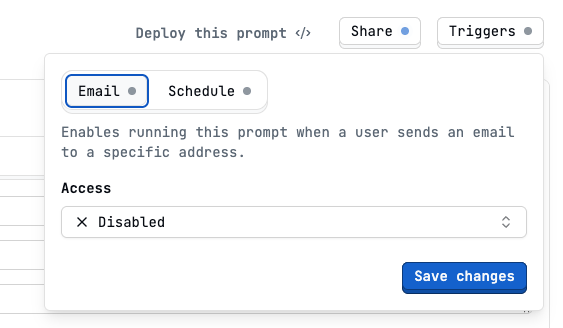 Deploy this prompt </>
Share
Triggers
Email
Schedule
Enables running this prompt when a user sends an email
to a specific address.
Access
Disabled
Save changes